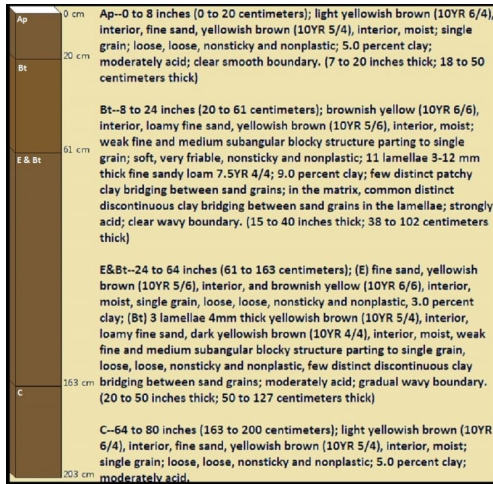 Ap
0 cm
20 cm
Bt
61 cm
E & Bt
163 cm
C
203 cm
Ap--0 to 8 inches (0 to 20 centimeters); light yellowish brown (10YR 6/4),
interior, fine sand, yellowish brown (10YR 5/4), interior, moist; single
grain; loose, loose, nonsticky and nonplastic; 5.0 percent clay;
moderately acid; clear smooth boundary. (7 to 20 inches thick; 18 to 50
centimeters thick)
Bt--8 to 24 inches (20 to 61 centimeters); brownish yellow (10YR 6/6),
interior, loamy fine sand, yellowish brown (10YR 5/6), interior, moist;
weak fine and medium subangular blocky structure parting to single
grain; soft, very friable, nonsticky and nonplastic; 11 lamellae 3-12 mm
thick fine sandy loam 7.5YR 4/4; 9.0 percent clay; few distinct patchy
clay bridging between sand grains; in the matrix, common distinct
discontinuous clay bridging between sand grains in the lamellae; strongly
acid; clear wavy boundary. (15 to 40 inches thick; 38 to 102 centimeters
thick)
E&Bt--24 to 64 inches (61 to 163 centimeters); (E) fine sand, yellowish
brown (10YR 5/6), interior, and brownish yellow (10YR 6/6), interior,
moist, single grain, loose, loose, nonsticky and nonplastic, 3.0 percent
clay; (Bt) 3 lamellae 4mm thick yellowish brown (10YR 5/4), interior,
loamy fine sand, dark yellowish brown (10YR 4/4), interior, moist, weak
fine and medium subangular blocky structure parting to single grain,
loose, loose, nonsticky and nonplastic, few distinct discontinuous clay
bridging between sand grains; moderately acid; gradual wavy boundary.
(20 to 50 inches thick; 50 to 127 centimeters thick)
C--64 to 80 inches (163 to 200 centimeters); light yellowish brown (10YR
6/4), interior, fine sand, yellowish brown (10YR 5/4), interior, moist;
single grain; loose, loose, nonsticky and nonplastic; 5.0 percent clay;
moderately acid.